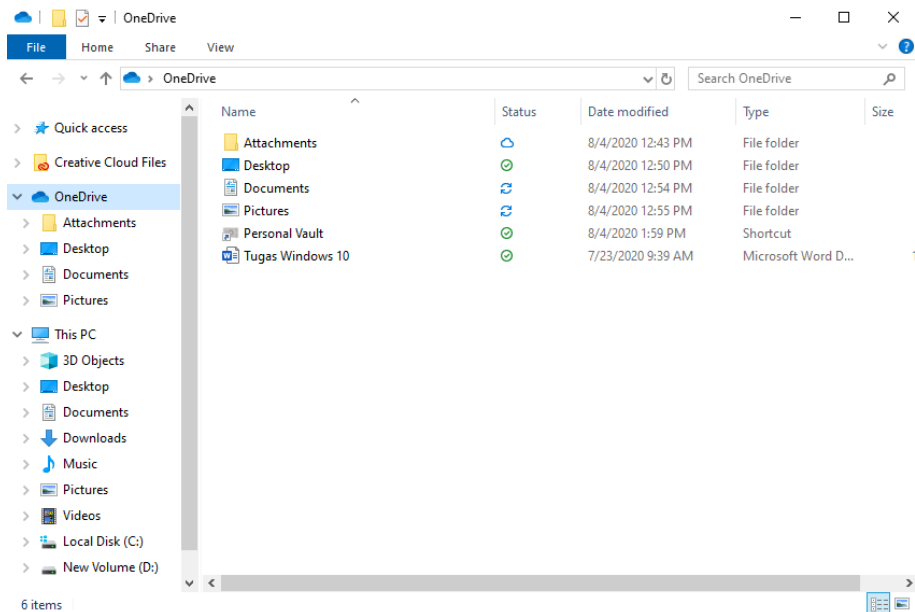 OneDrive
File Home Share View
OneDrive Search OneDrive
Name Status Date modified Type Size
Quick access
Creative Cloud Files
OneDrive
Attachments
Desktop
Documents
Pictures
This PC
3D Objects
Desktop
Documents
Downloads
Music
Pictures
Videos
Local Disk (C:)
New Volume (D:)
Attachments 8/4/2020 12:43 PM File folder
Desktop 8/4/2020 12:50 PM File folder
Documents 8/4/2020 12:54 PM File folder
Pictures 8/4/2020 12:55 PM File folder
Personal Vault 8/4/2020 1:59 PM Shortcut
Tugas Windows 10 7/23/2020 9:39 AM Microsoft Word D...
6 items